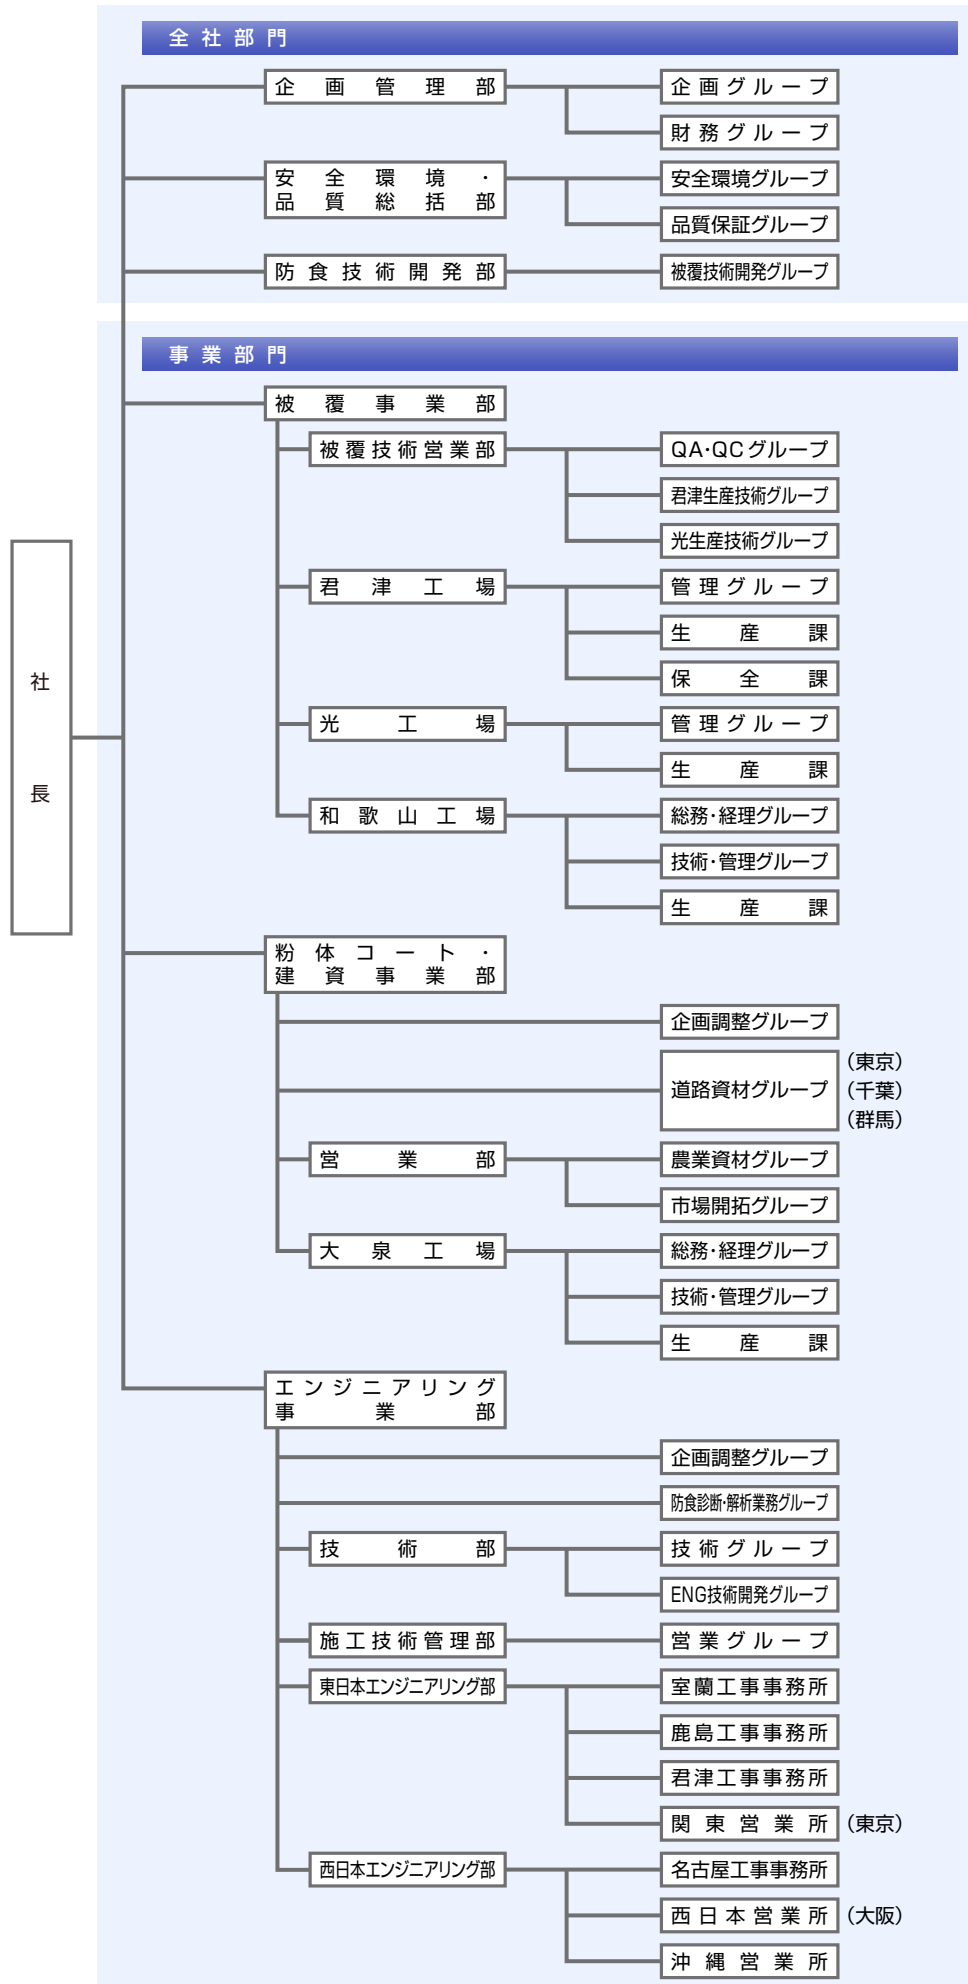 全社部門
企画管理部
企画グループ
財務グループ
安全環境・
品質総括部
安全環境グループ
品質保証グループ
防食技術開発部
被覆技術開発グループ
事業部門
被覆事業部
被覆技術営業部
QA・QCグループ
君津生産技術グループ
光生産技術グループ
君津工場
管理グループ
生産課
保全課
社長
光工場
管理グループ
生産課
和歌山工場
総務・経理グループ
技術・管理グループ
生産課
粉体コート・
建資事業部
企画調整グループ
道路資材グループ
（東京）
（千葉）
（群馬）
営業部
農業資材グループ
市場開拓グループ
大泉工場
総務・経理グループ
技術・管理グループ
生産課
エンジニアリング
事業部
企画調整グループ
防食診断・解析業務グループ
技術部
技術グループ
ENG技術開発グループ
施工技術管理部
営業グループ
東日本エンジニアリング部
室蘭工事事務所
鹿島工事事務所
君津工事事務所
関東営業所（東京）
西日本エンジニアリング部
名古屋工事事務所
西日本営業所（大阪）
沖縄営業所